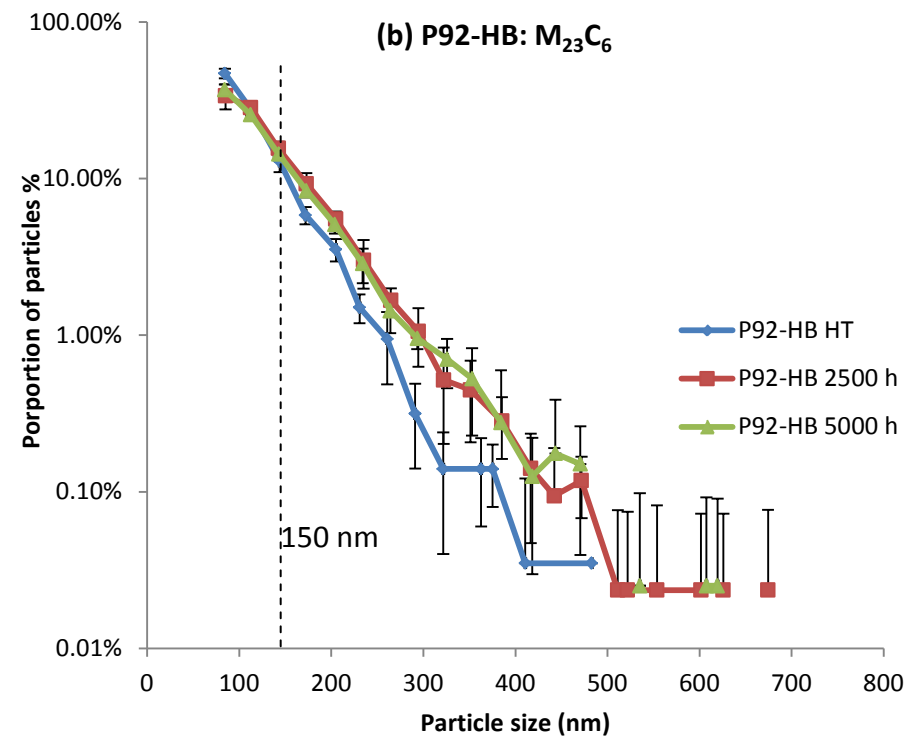 (b) P92-HB: M₂₃C₆
100.00%
10.00%
1.00%
0.10%
0.01%
Porportion of particles %
150 nm
P92-HB HT
P92-HB 2500 h
P92-HB 5000 h
0 100 200 300 400 500 600 700 800
Particle size (nm)